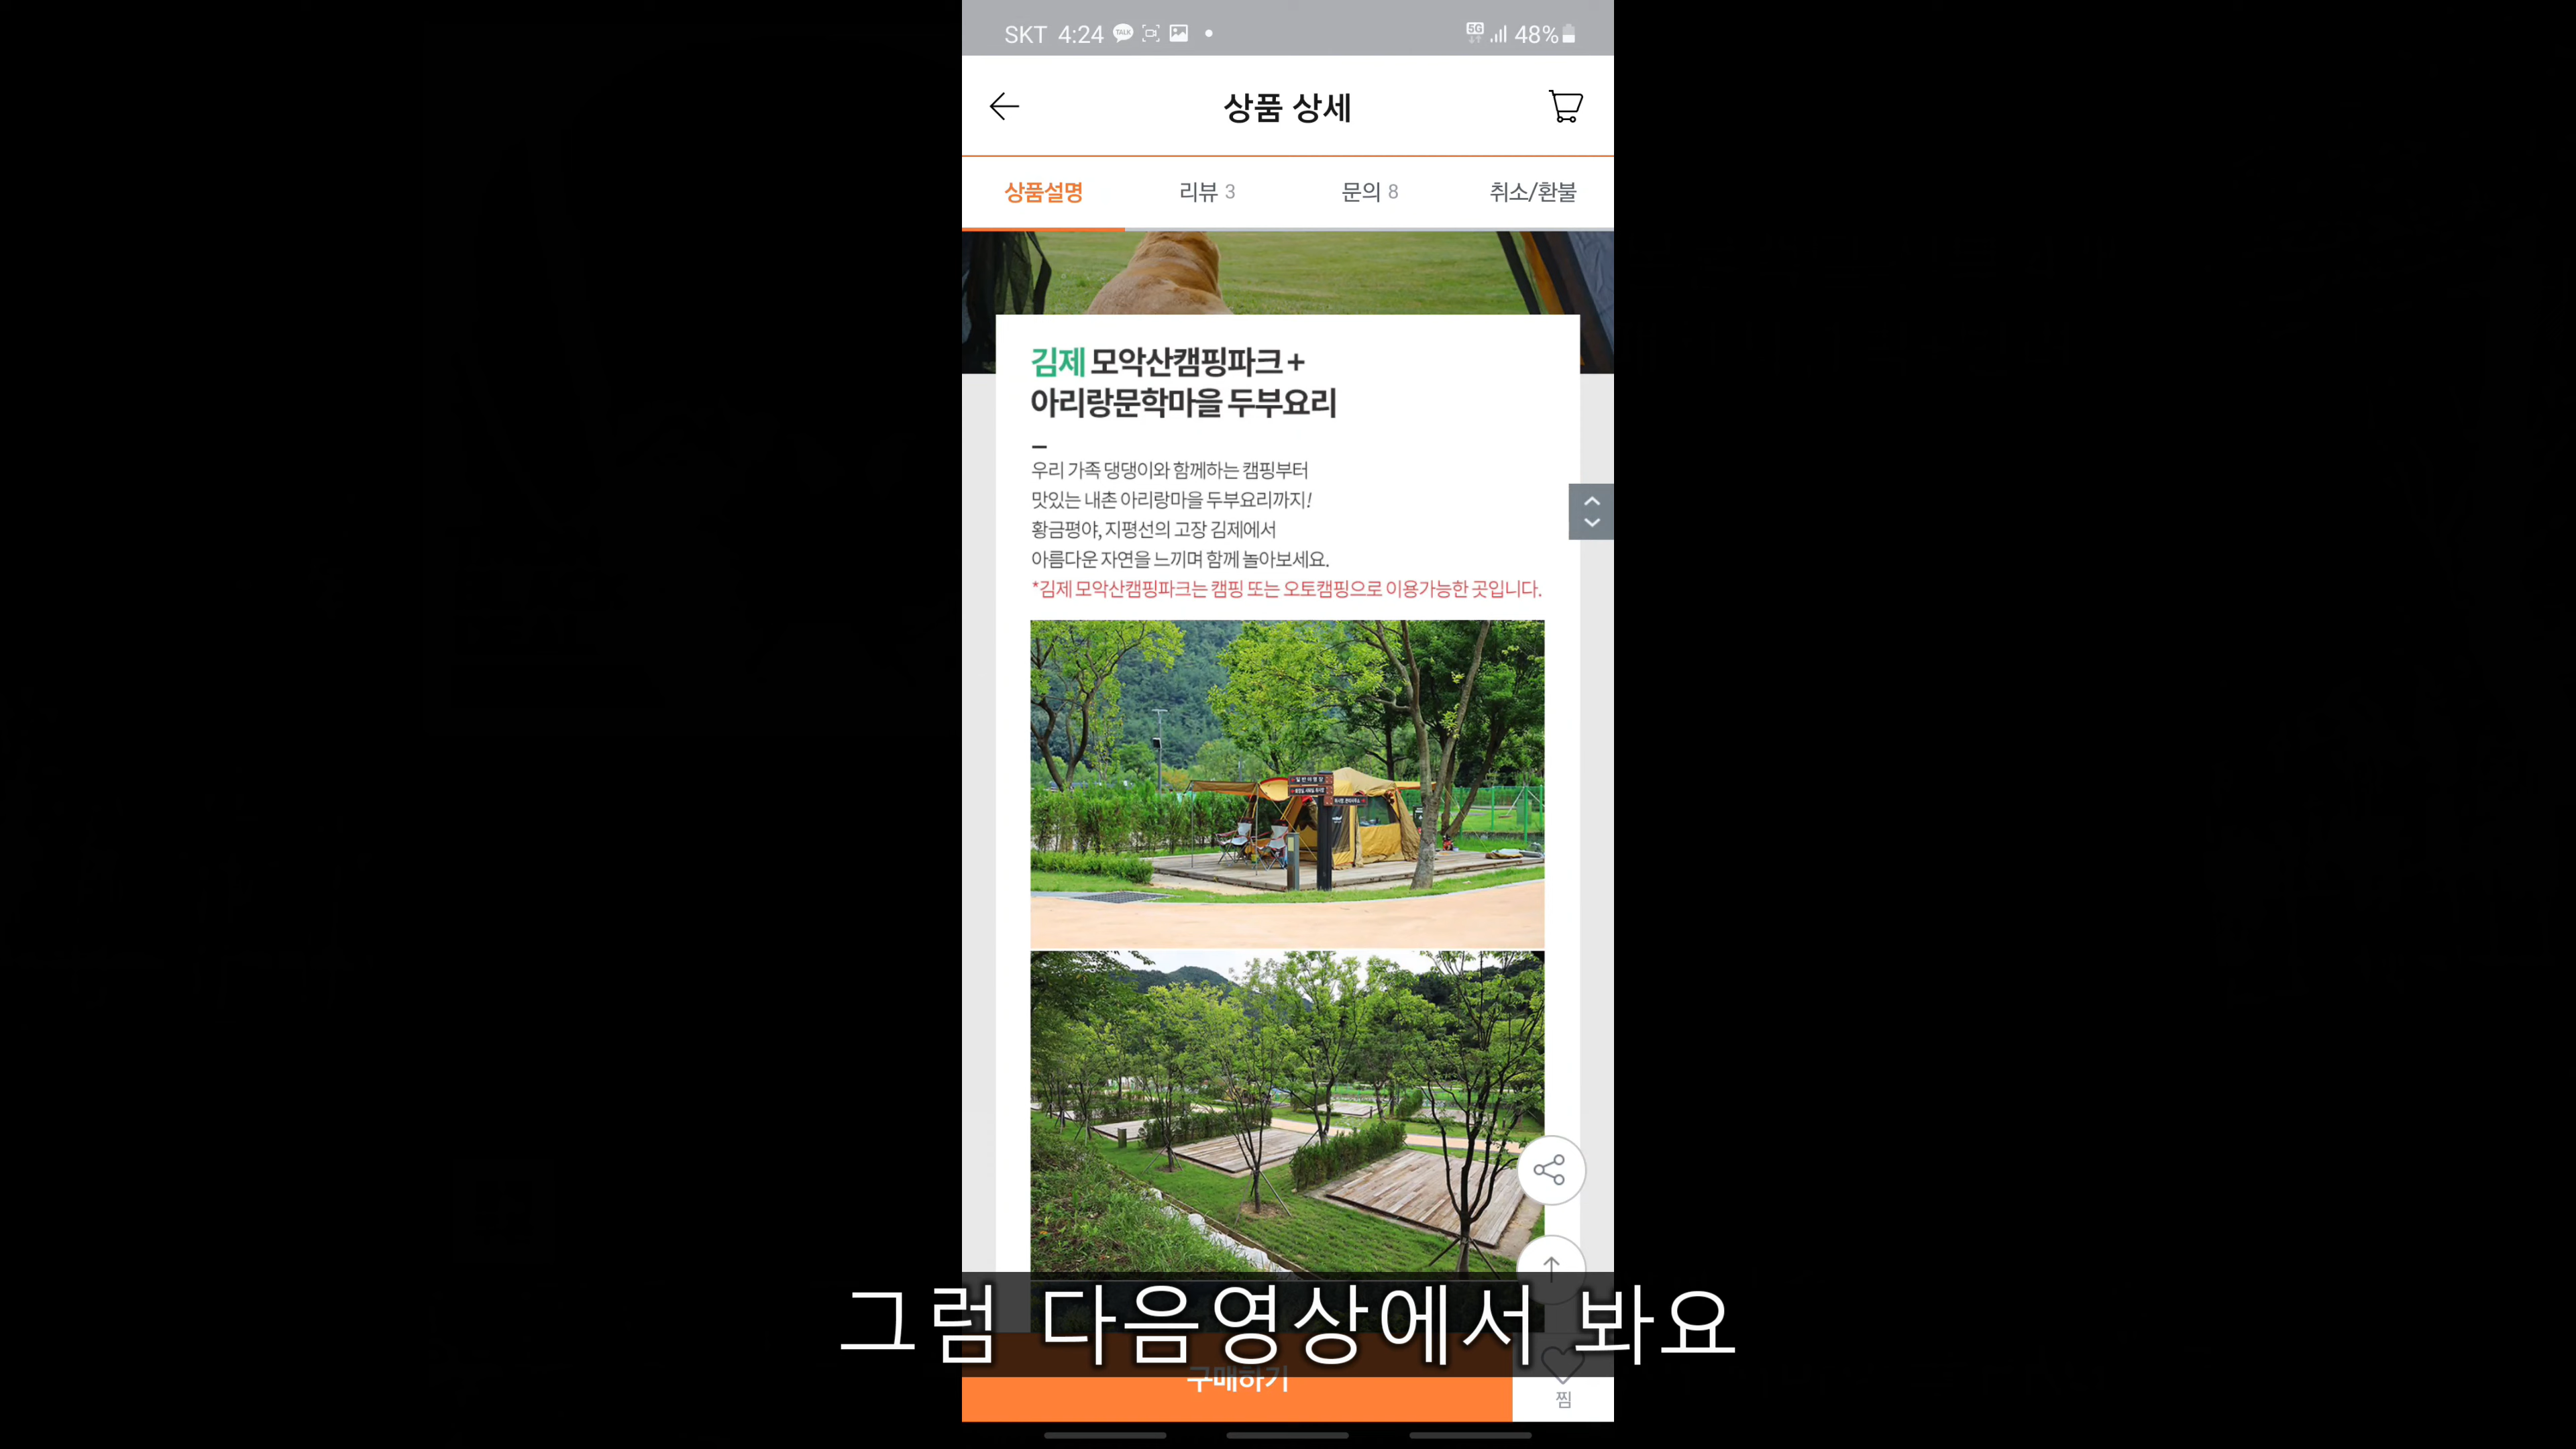 SKT 4:24 TALK
5G 48%
상품 상세
상품설명 리뷰 3 문의 8 취소/환불
김제 모악산캠핑파크 +
아리랑문학마을 두부요리
우리 가족 댕댕이와 함께하는 캠핑부터
맛있는 내촌 아리랑마을 두부요리까지!
황금평야, 지평선의 고장 김제에서
아름다운 자연을 느끼며 함께 놀아보세요.
*김제 모악산캠핑파크는 캠핑 또는 오토캠핑으로 이용가능한 곳입니다.
그럼 다음영상에서 봐요
구매하기
찜